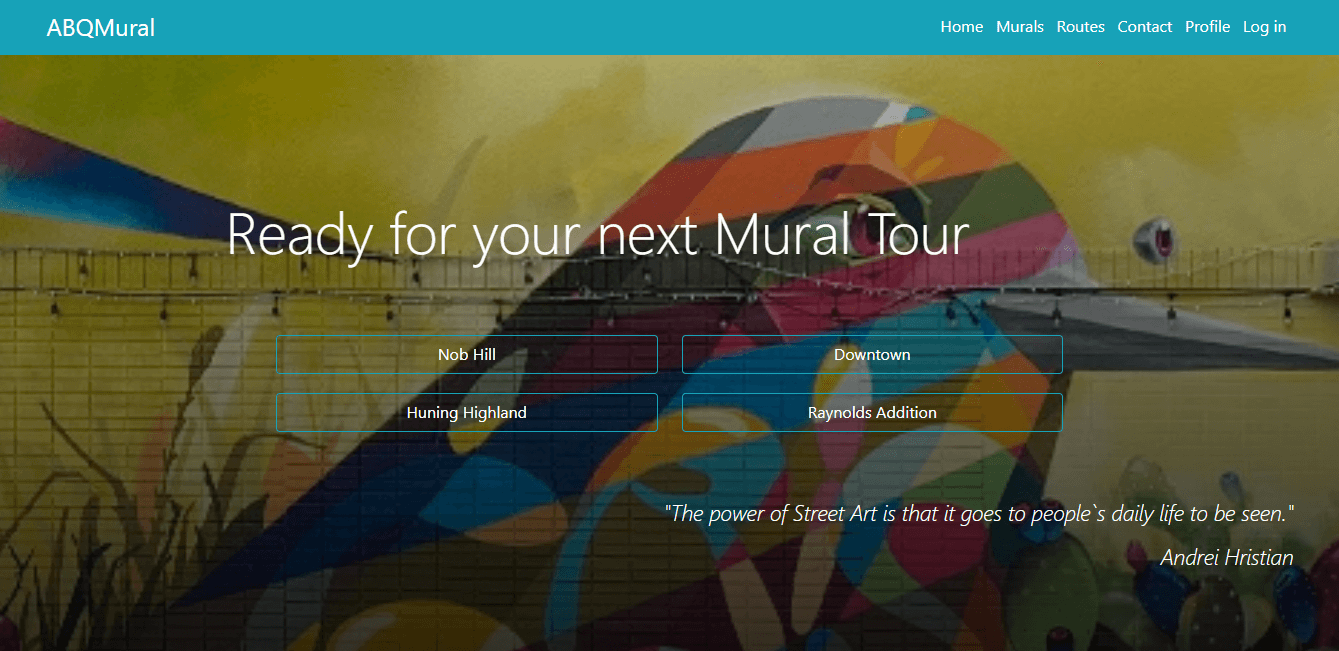 ABQMural
Home Murals Routes Contact Profile Log in
Ready for your next Mural Tour
Nob Hill
Downtown
Huning Highland
Raynolds Addition
"The power of Street Art is that it goes to people`s daily life to be seen."
Andrei Hristian